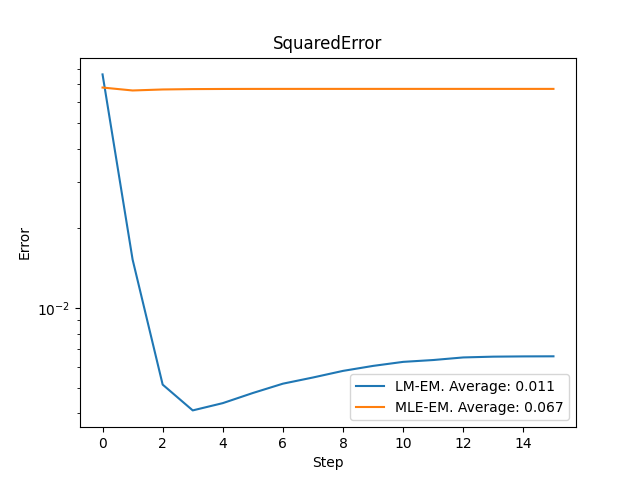 SquaredError
Error
10⁻²
0 2 4 6 8 10 12 14
Step
LM-EM. Average: 0.011
MLE-EM. Average: 0.067